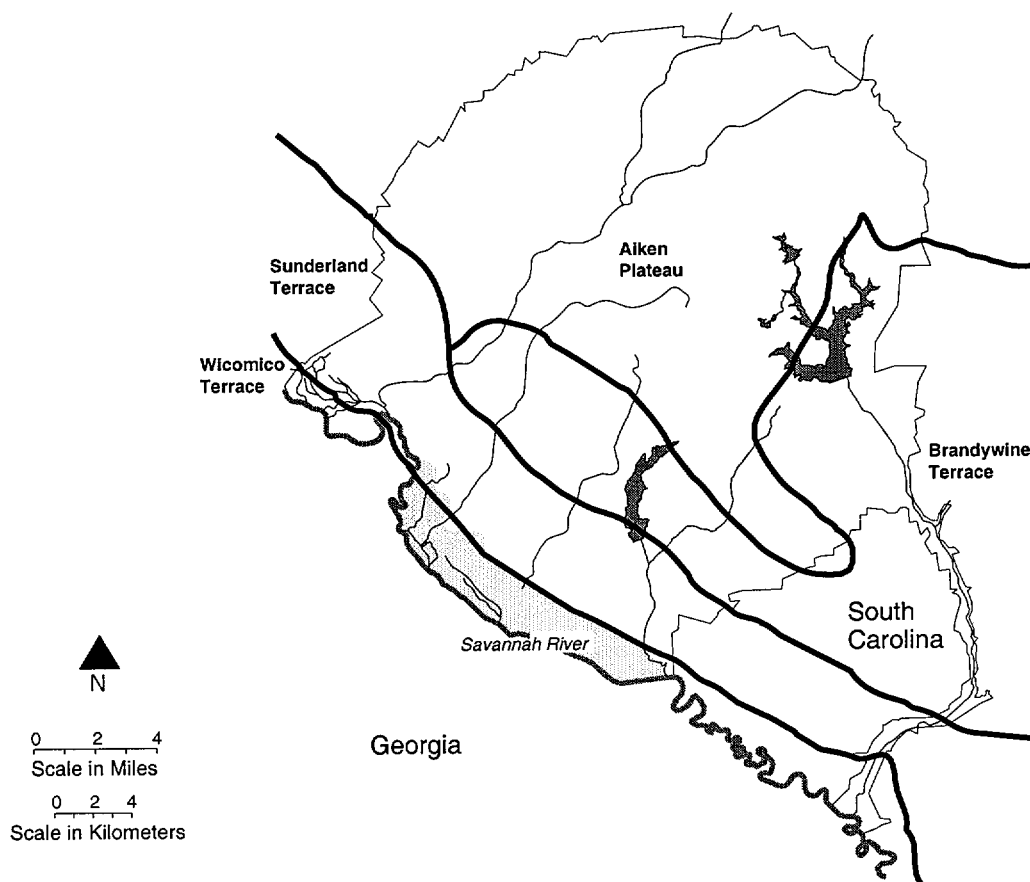 Sunderland
Terrace
Aiken
Plateau
Wicomico
Terrace
Brandywine
Terrace
South
Carolina
Savannah River
Georgia
N
0 2 4
Scale in Miles
0 2 4
Scale in Kilometers